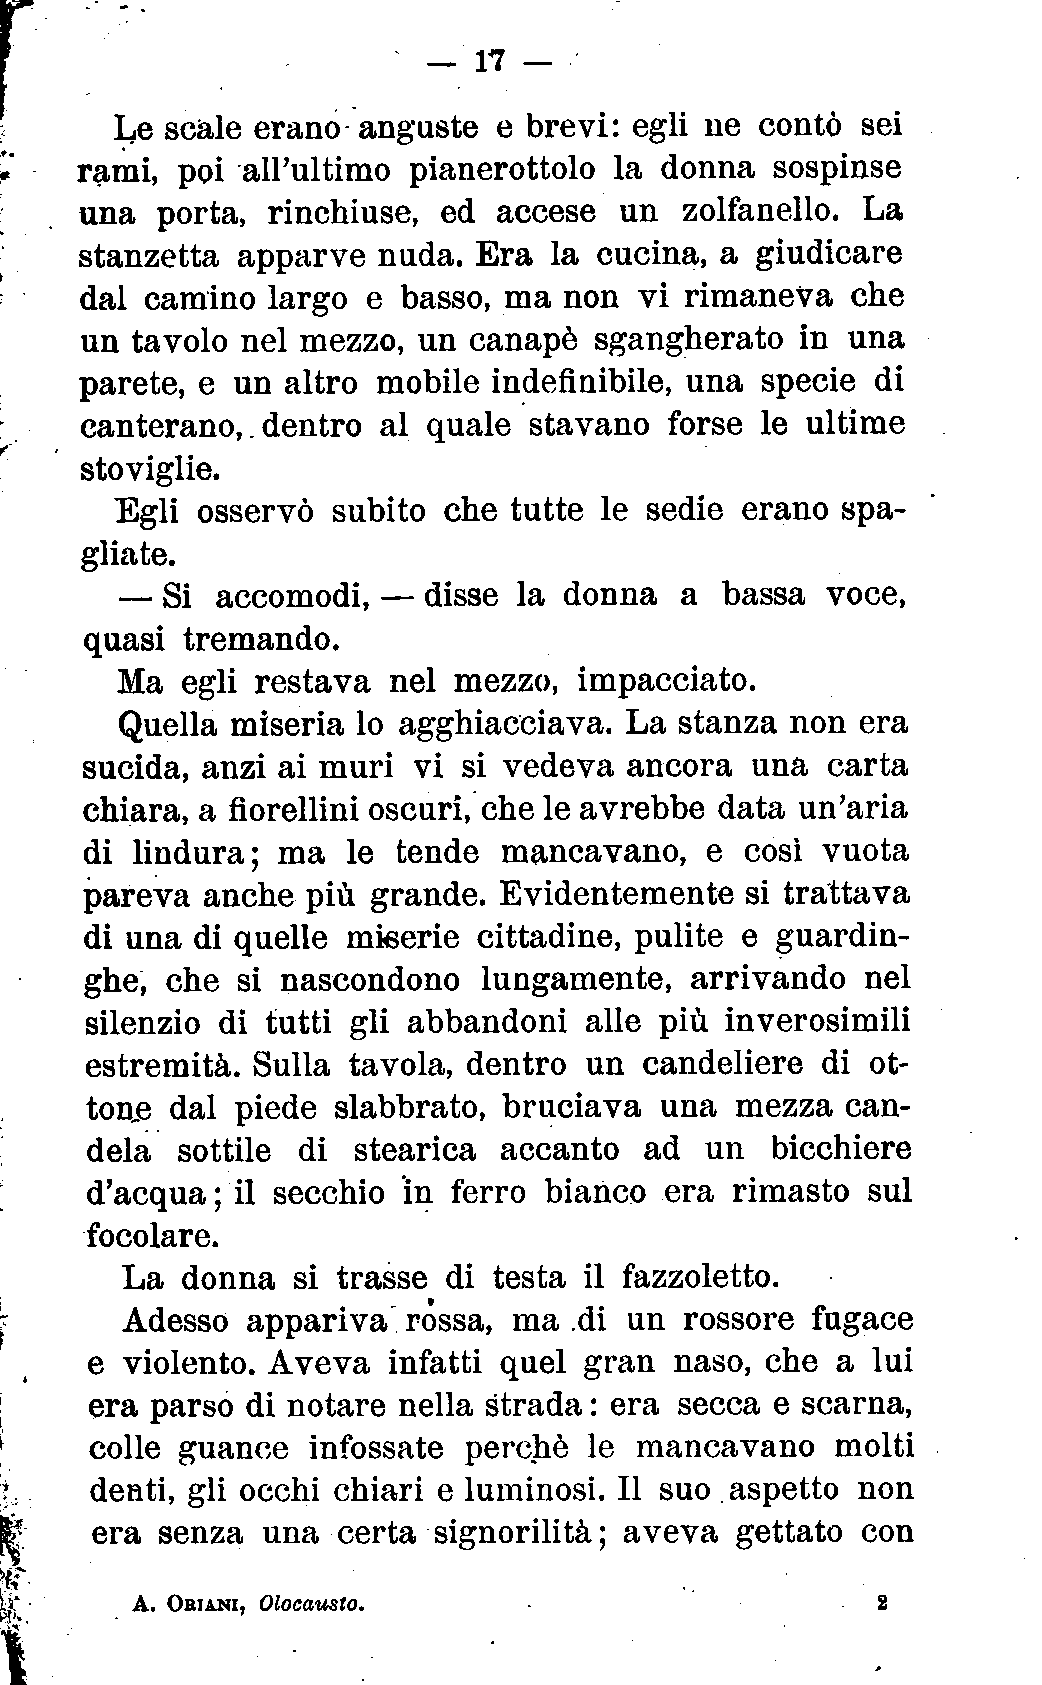 — 17 —
Le scale erano anguste e brevi: egli ne contò sei
rami, poi all'ultimo pianerottolo la donna sospinse
una porta, rinchiuse, ed accese un zolfanello. La
stanzetta apparve nuda. Era la cucina, a giudicare
dal camino largo e basso, ma non vi rimaneva che
un tavolo nel mezzo, un canapè sgangherato in una
parete, e un altro mobile indefinibile, una specie di
canterano, dentro al quale stavano forse le ultime
stoviglie.
Egli osservò subito che tutte le sedie erano spa-
gliate.
— Si accomodi, — disse la donna a bassa voce,
quasi tremando.
Ma egli restava nel mezzo, impacciato.
Quella miseria lo agghiacciava. La stanza non era
sucida, anzi ai muri vi si vedeva ancora una carta
chiara, a fiorellini oscuri, che le avrebbe data un'aria
di lindura; ma le tende mancavano, e così vuota
pareva anche più grande. Evidentemente si trattava
di una di quelle miserie cittadine, pulite e guardin-
ghe, che si nascondono lungamente, arrivando nel
silenzio di tutti gli abbandoni alle più inverosimili
estremità. Sulla tavola, dentro un candeliere di ot-
tone dal piede slabbrato, bruciava una mezza can-
dela sottile di stearica accanto ad un bicchiere
d'acqua; il secchio in ferro bianco era rimasto sul
focolare.
La donna si trasse di testa il fazzoletto.
Adesso appariva rossa, ma di un rossore fugace
e violento. Aveva infatti quel gran naso, che a lui
era parso di notare nella strada: era secca e scarna,
colle guance infossate perchè le mancavano molti
denti, gli occhi chiari e luminosi. Il suo aspetto non
era senza una certa signorilità; aveva gettato con
A. ORIANI, Olocausto. 2